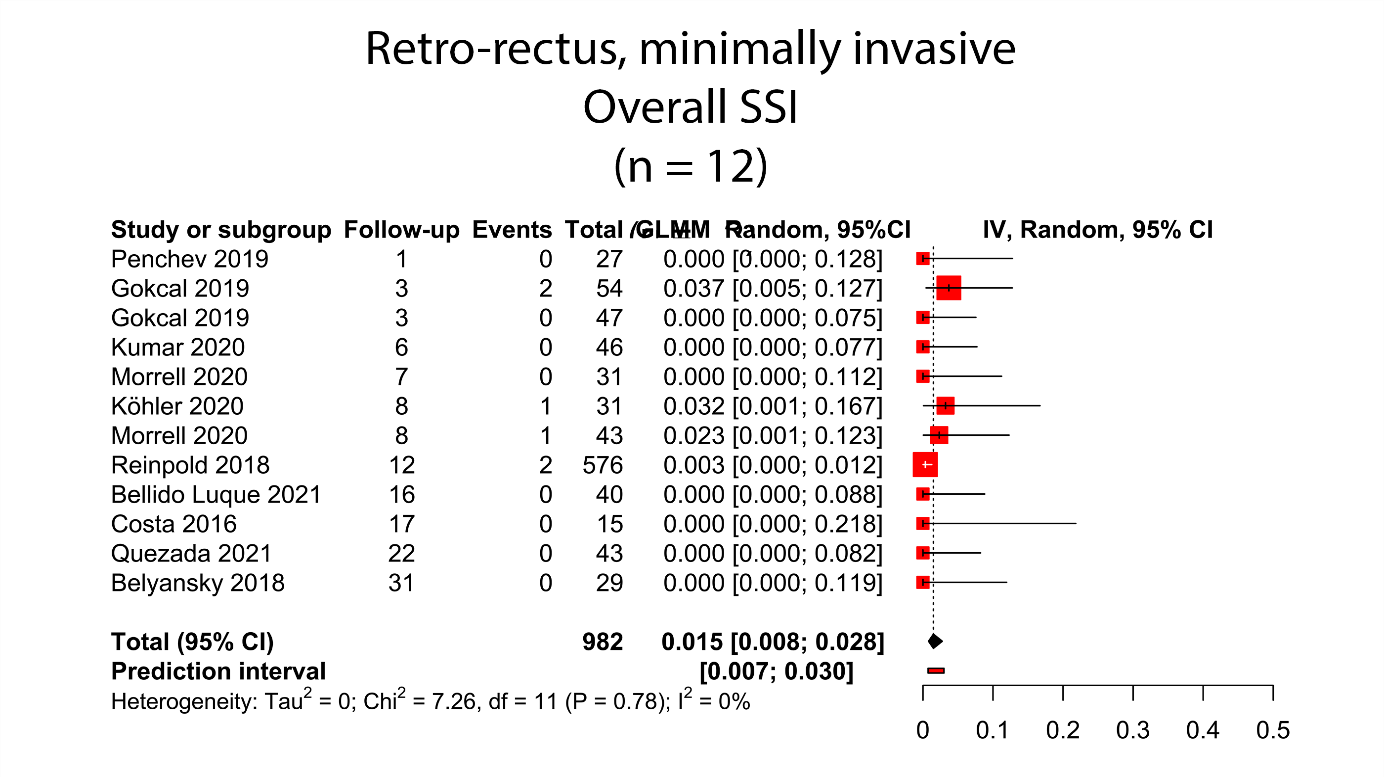 Retro-rectus, minimally invasive
Overall SSI
(n = 12)
Study or subgroup Follow-up Events Total GLMM Random, 95%CI IV, Random, 95% CI
Penchev 2019 1 0 27 0.000 [0.000; 0.128]
Gokcal 2019 3 2 54 0.037 [0.005; 0.127]
Gokcal 2019 3 0 47 0.000 [0.000; 0.075]
Kumar 2020 6 0 46 0.000 [0.000; 0.077]
Morrell 2020 7 0 31 0.000 [0.000; 0.112]
Köhler 2020 8 1 31 0.032 [0.001; 0.167]
Morrell 2020 8 1 43 0.023 [0.001; 0.123]
Reinpold 2018 12 2 576 0.003 [0.000; 0.012]
Bellido Luque 2021 16 0 40 0.000 [0.000; 0.088]
Costa 2016 17 0 15 0.000 [0.000; 0.218]
Quezada 2021 22 0 43 0.000 [0.000; 0.082]
Belyansky 2018 31 0 29 0.000 [0.000; 0.119]
Total (95% CI) 982 0.015 [0.008; 0.028]
Prediction interval [0.007; 0.030]
Heterogeneity: Tau² = 0; Chi² = 7.26, df = 11 (P = 0.78); I² = 0%
0 0.1 0.2 0.3 0.4 0.5